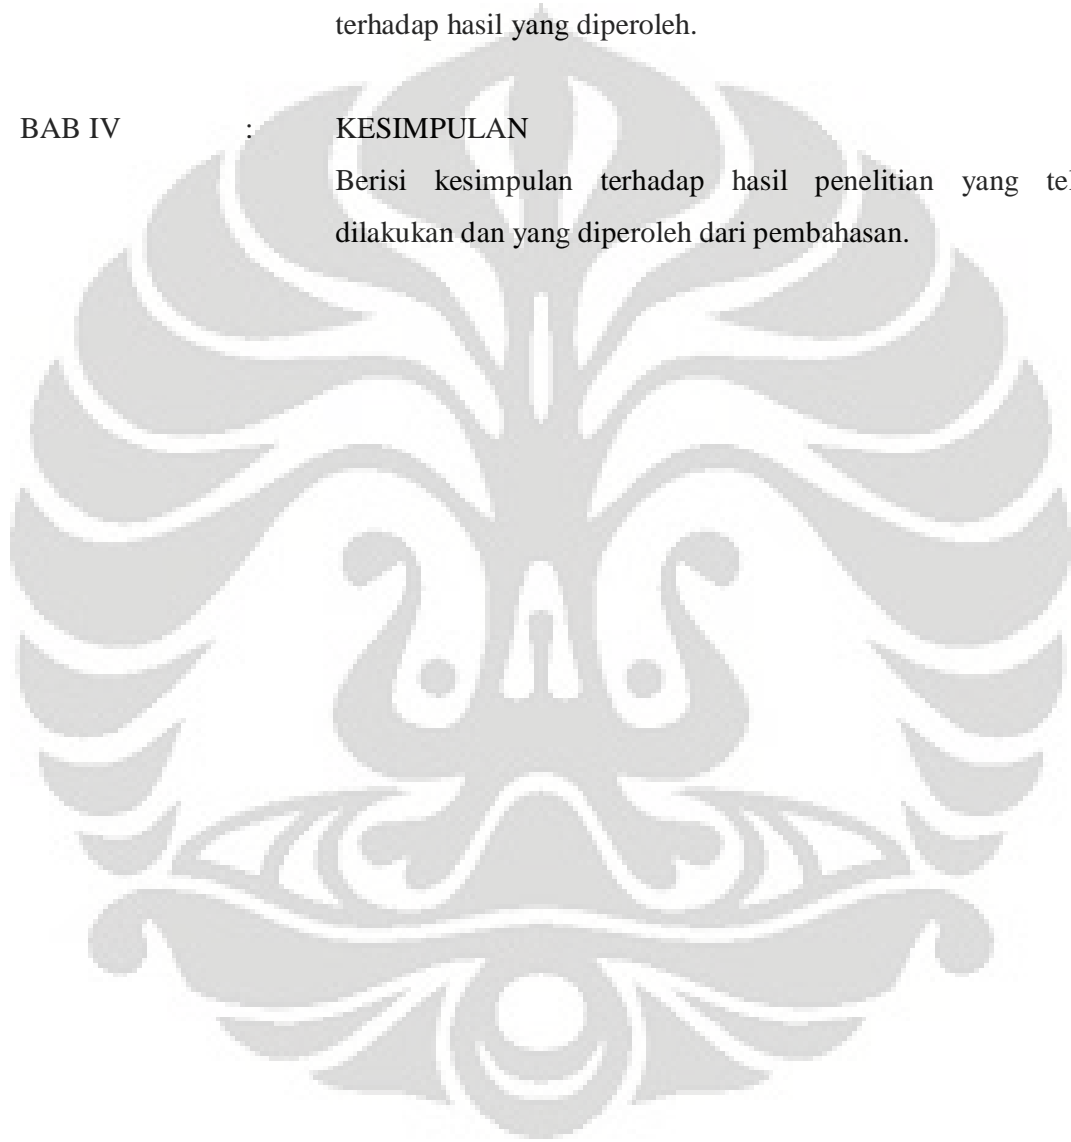 terhadap hasil yang diperoleh.
BAB IV : KESIMPULAN
Berisi kesimpulan terhadap hasil penelitian yang
dilakukan dan yang diperoleh dari pembahasan.